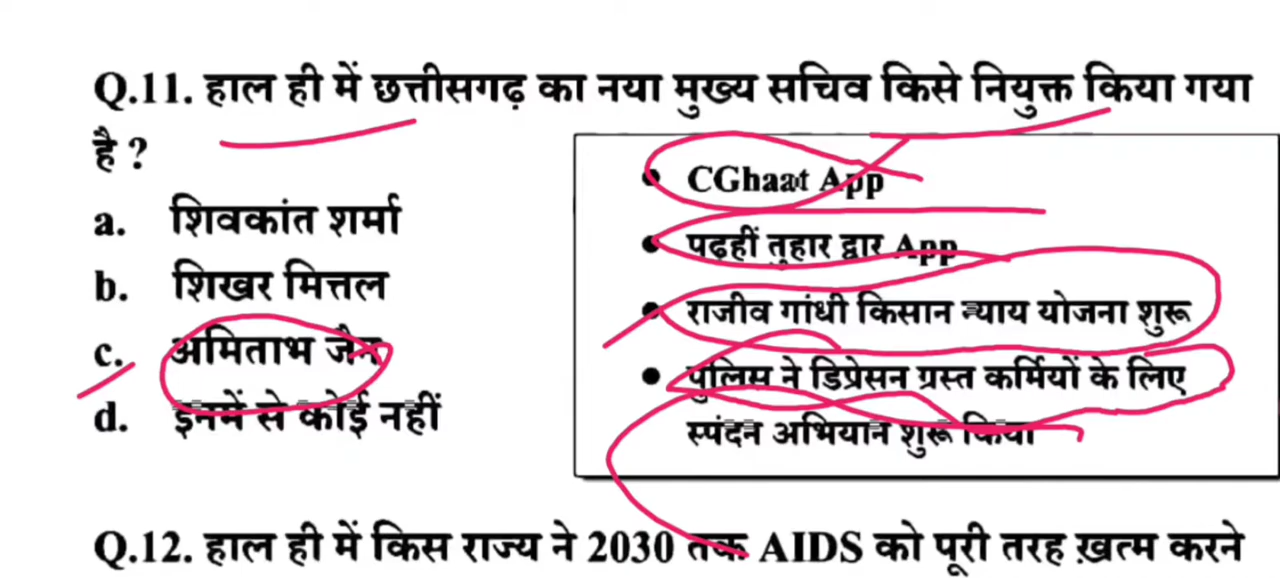 Q.11. हाल ही में छत्तीसगढ़ का नया मुख्य सचिव किसे नियुक्त किया गया
है ?
a. शिवकांत शर्मा
b. शिखर मित्तल
c. अमिताभ जैन
d. इनमें से कोई नहीं
• CGhaat App
• पढहीं तुहार द्वार App
• राजीव गांधी किसान न्याय योजना शुरू
• पुलिस ने डिप्रेसन ग्रस्त कर्मियों के लिए
स्पंदन अभियान शुरू किया
Q.12. हाल ही में किस राज्य ने 2030 तक AIDS को पूरी तरह ख़त्म करने